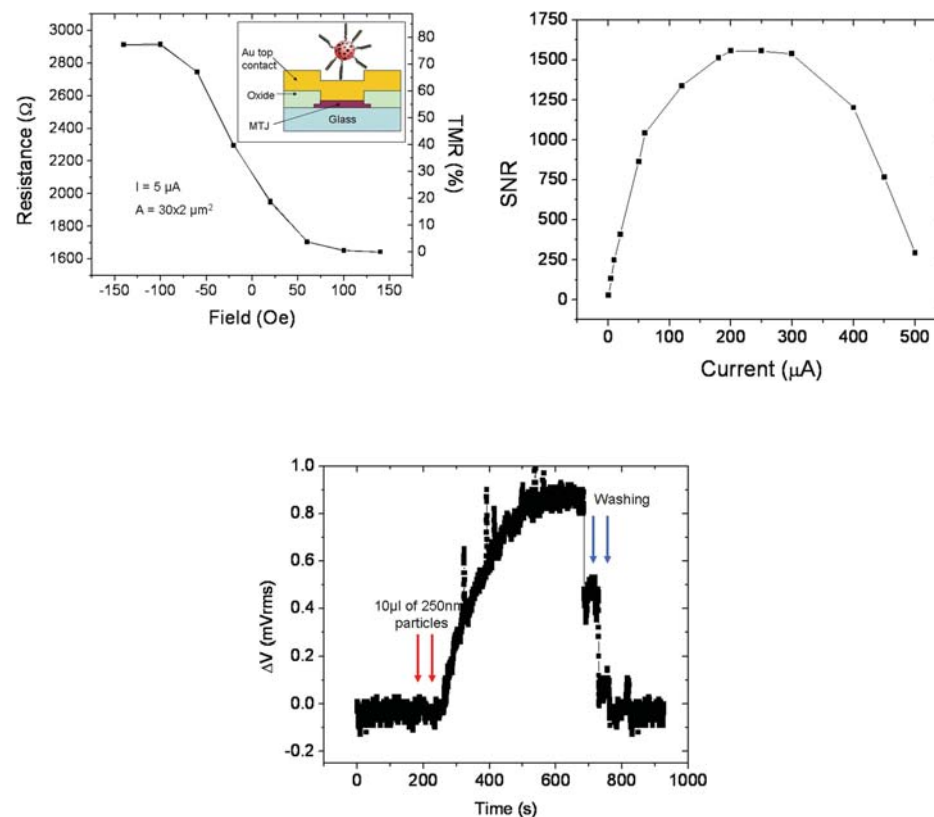 3000
2800
2600
2400
2200
2000
1800
1600
Resistance (Ω)
-150 -100 -50 0 50 100 150
Field (Oe)
80
70
60
50
40
30
20
10
0
TMR (%)
Au top
contact
Oxide
MTJ
Glass
I = 5 µA
A = 30x2 µm²
1750
1500
1250
1000
750
500
250
0
SNR
0 100 200 300 400 500
Current (µA)
1.0
0.8
0.6
0.4
0.2
0.0
-0.2
ΔV (mVrms)
Washing
10µl of 250nm
particles
0 200 400 600 800 1000
Time (s)